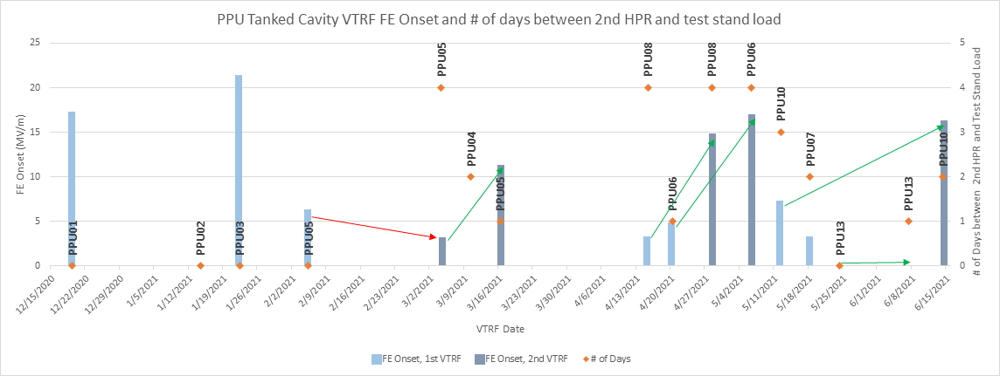 PPU Tanked Cavity VTRF FE Onset and # of days between 2nd HPR and test stand load
FE Onset (MV/m)
25
20
15
10
5
0
# of Days between 2nd HPR and Test Stand Load
5
4
3
2
1
0
PPU01
PPU02
PPU03
PPU05
PPU05
PPU04
PPU05
PPU08
PPU06
PPU08
PPU06
PPU10
PPU07
PPU13
PPU13
PPU10
12/15/2020
12/22/2020
12/29/2020
1/5/2021
1/12/2021
1/19/2021
1/26/2021
2/2/2021
2/9/2021
2/16/2021
2/23/2021
3/2/2021
3/9/2021
3/16/2021
3/23/2021
3/30/2021
4/6/2021
4/13/2021
4/20/2021
4/27/2021
5/4/2021
5/11/2021
5/18/2021
5/25/2021
6/1/2021
6/8/2021
6/15/2021
VTRF Date
FE Onset, 1st VTRF
FE Onset, 2nd VTRF
# of Days